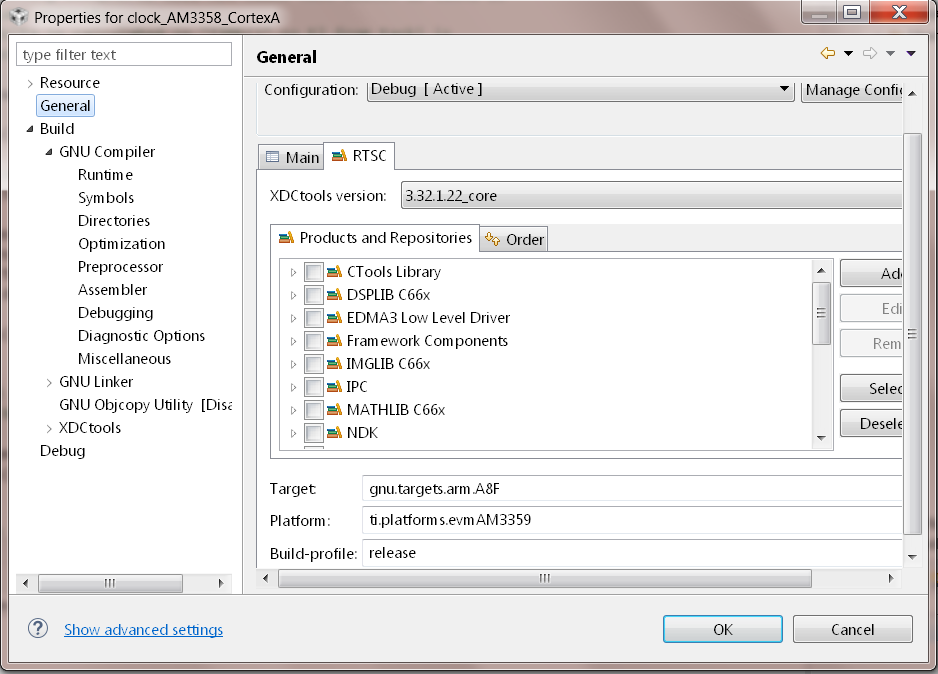 Properties for clock_AM3358_CortexA
type filter text
Resource
General
Build
GNU Compiler
Runtime
Symbols
Directories
Optimization
Preprocessor
Assembler
Debugging
Diagnostic Options
Miscellaneous
GNU Linker
GNU Objcopy Utility [Disa
XDCtools
Debug
General
Configuration: Debug [ Active ] Manage Confi
Main RTSC
XDCtools version: 3.32.1.22_core
Products and Repositories Order
CTools Library
DSPLIB C66x
EDMA3 Low Level Driver
Framework Components
IMGLIB C66x
IPC
MATHLIB C66x
NDK
Add
Edi
Rem
Selec
Desele
Target: gnu.targets.arm.A8F
Platform: ti.platforms.evmAM3359
Build-profile: release
Show advanced settings
OK Cancel